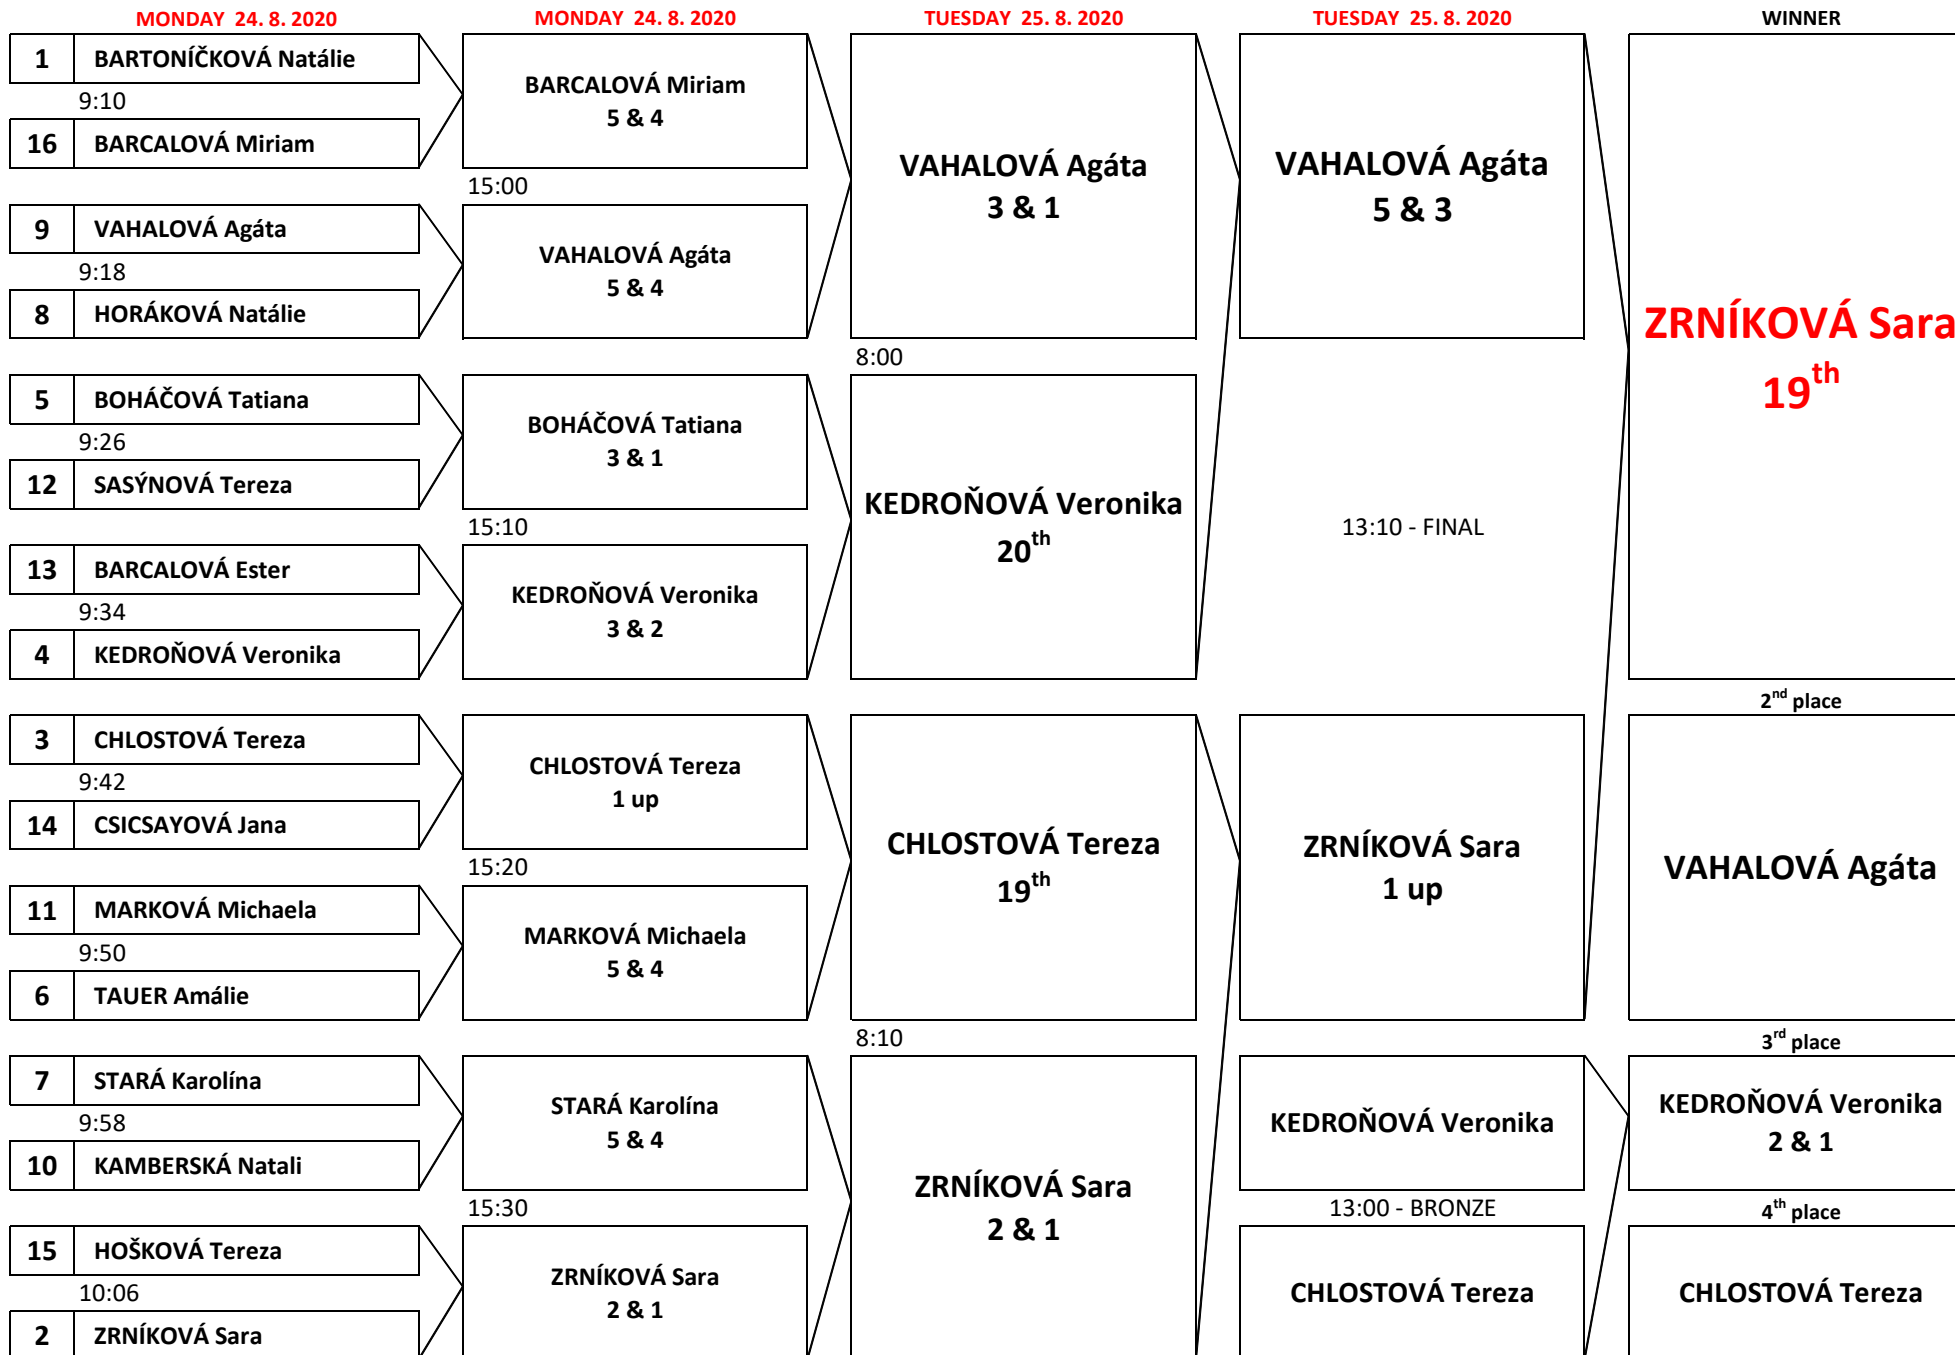 MONDAY 24. 8. 2020
MONDAY 24. 8. 2020
TUESDAY 25. 8. 2020
TUESDAY 25. 8. 2020
WINNER
1 BARTONÍČKOVÁ Natálie
9:10
16 BARCALOVÁ Miriam
9 VAHALOVÁ Agáta
9:18
8 HORÁKOVÁ Natálie
5 BOHÁČOVÁ Tatiana
9:26
12 SASÝNOVÁ Tereza
13 BARCALOVÁ Ester
9:34
4 KEDROŇOVÁ Veronika
3 CHLOSTOVÁ Tereza
9:42
14 CSICSAYOVÁ Jana
11 MARKOVÁ Michaela
9:50
6 TAUER Amálie
7 STARÁ Karolína
9:58
10 KAMBERSKÁ Natali
15 HOŠKOVÁ Tereza
10:06
2 ZRNÍKOVÁ Sara
BARCALOVÁ Miriam
5 & 4
15:00
VAHALOVÁ Agáta
5 & 4
BOHÁČOVÁ Tatiana
3 & 1
15:10
KEDROŇOVÁ Veronika
3 & 2
CHLOSTOVÁ Tereza
1 up
15:20
MARKOVÁ Michaela
5 & 4
STARÁ Karolína
5 & 4
15:30
ZRNÍKOVÁ Sara
2 & 1
VAHALOVÁ Agáta
3 & 1
8:00
KEDROŇOVÁ Veronika
20th
CHLOSTOVÁ Tereza
19th
8:10
ZRNÍKOVÁ Sara
2 & 1
VAHALOVÁ Agáta
5 & 3
13:10 - FINAL
ZRNÍKOVÁ Sara
1 up
KEDROŇOVÁ Veronika
13:00 - BRONZE
CHLOSTOVÁ Tereza
ZRNÍKOVÁ Sara
19th
2nd place
VAHALOVÁ Agáta
3rd place
KEDROŇOVÁ Veronika
2 & 1
4th place
CHLOSTOVÁ Tereza